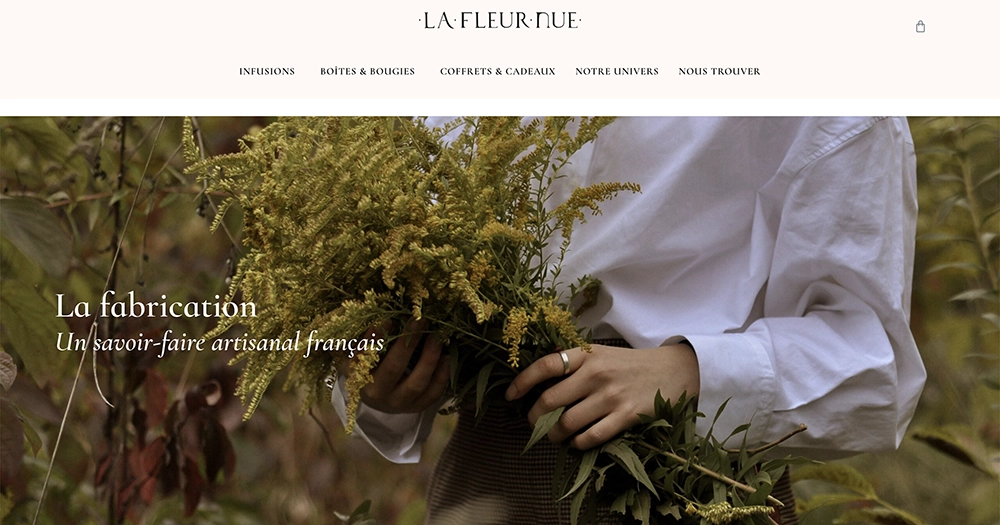 ·LA·FLEUR·NUE·
INFUSIONS BOÎTES & BOUGIES COFFRETS & CADEAUX NOTRE UNIVERS NOUS TROUVER
La fabrication
Un savoir-faire artisanal français